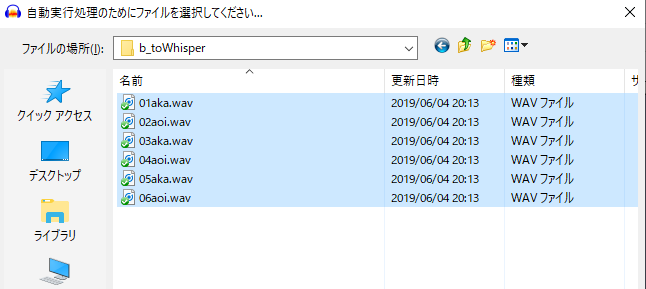 自動実行処理のためにファイルを選択してください...
ファイルの場所(I):
b_toWhisper
名前 更新日時 種類 サ
01aka.wav 2019/06/04 20:13 WAV ファイル
02aoi.wav 2019/06/04 20:13 WAV ファイル
03aka.wav 2019/06/04 20:13 WAV ファイル
04aoi.wav 2019/06/04 20:13 WAV ファイル
05aka.wav 2019/06/04 20:13 WAV ファイル
06aoi.wav 2019/06/04 20:13 WAV ファイル
クイック アクセス
デスクトップ
ライブラリ